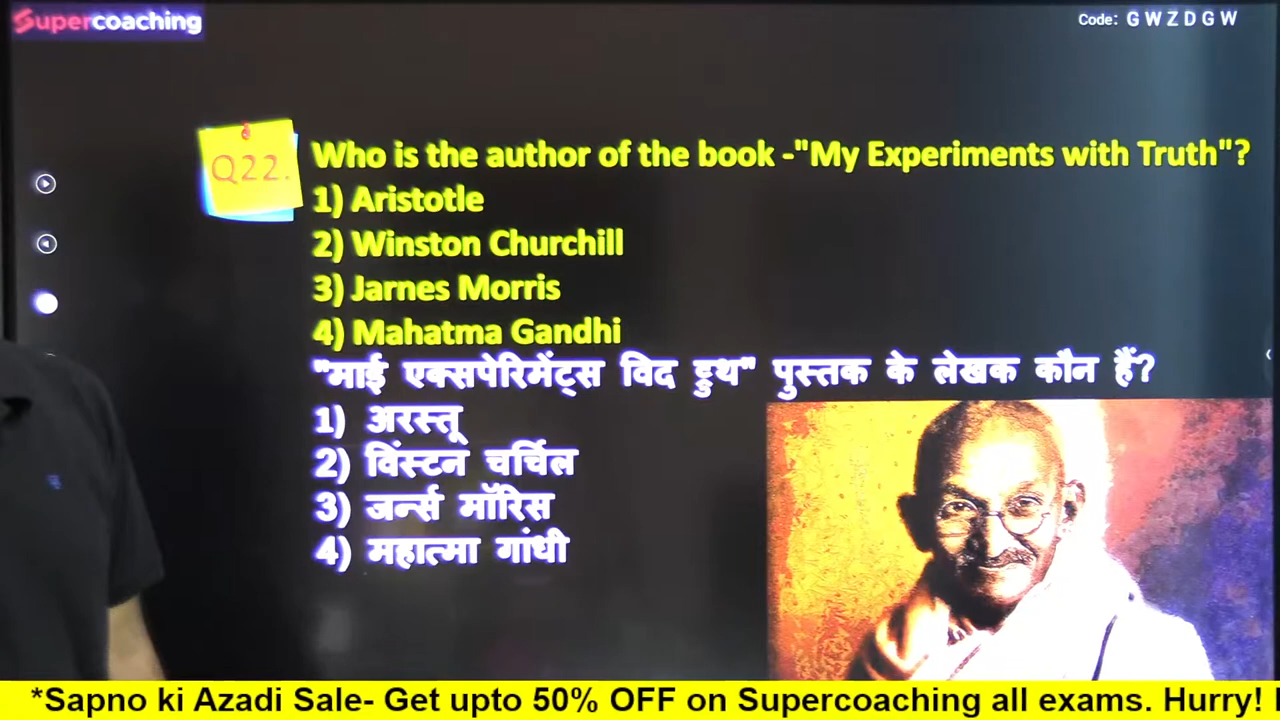 Supercoaching
Code: G W Z D G W
Q22.
Who is the author of the book -"My Experiments with Truth"?
1) Aristotle
2) Winston Churchill
3) Jarnes Morris
4) Mahatma Gandhi
"माई एक्सपेरिमेंट्स विद ट्रुथ" पुस्तक के लेखक कौन हैं?
1) अरस्तू
2) विंस्टन चर्चिल
3) जर्न्स मॉरिस
4) महात्मा गांधी
*Sapno ki Azadi Sale- Get upto 50% OFF on Supercoaching all exams. Hurry!